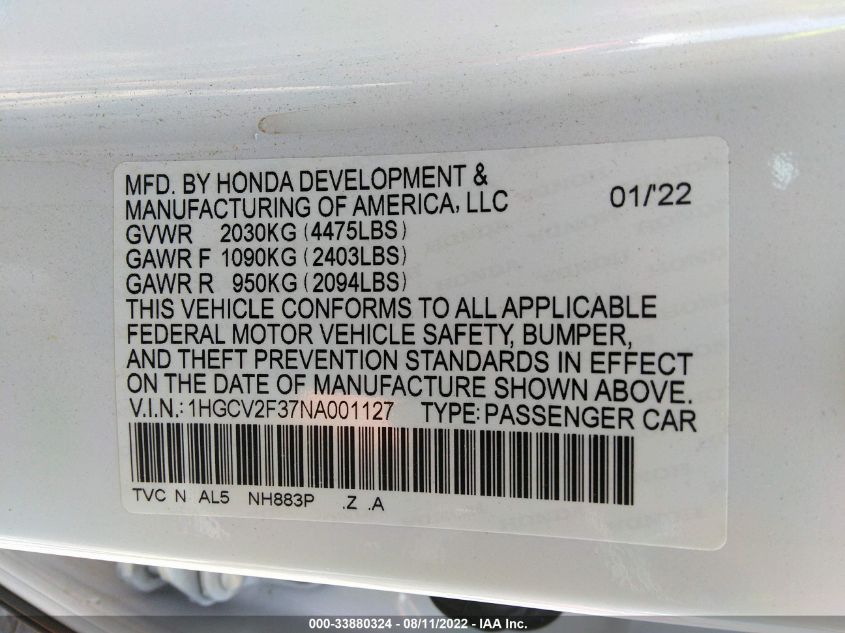 MFD. BY HONDA DEVELOPMENT &
MANUFACTURING OF AMERICA, LLC 01/'22
GVWR 2030KG (4475LBS)
GAWR F 1090KG (2403LBS)
GAWR R 950KG (2094LBS)
THIS VEHICLE CONFORMS TO ALL APPLICABLE
FEDERAL MOTOR VEHICLE SAFETY, BUMPER,
AND THEFT PREVENTION STANDARDS IN EFFECT
ON THE DATE OF MANUFACTURE SHOWN ABOVE.
V.I.N.: 1HGCV2F37NA001127 TYPE: PASSENGER CAR
TVC N AL5 NH883P .Z .A
000-33880324 - 08/11/2022 - IAA Inc.